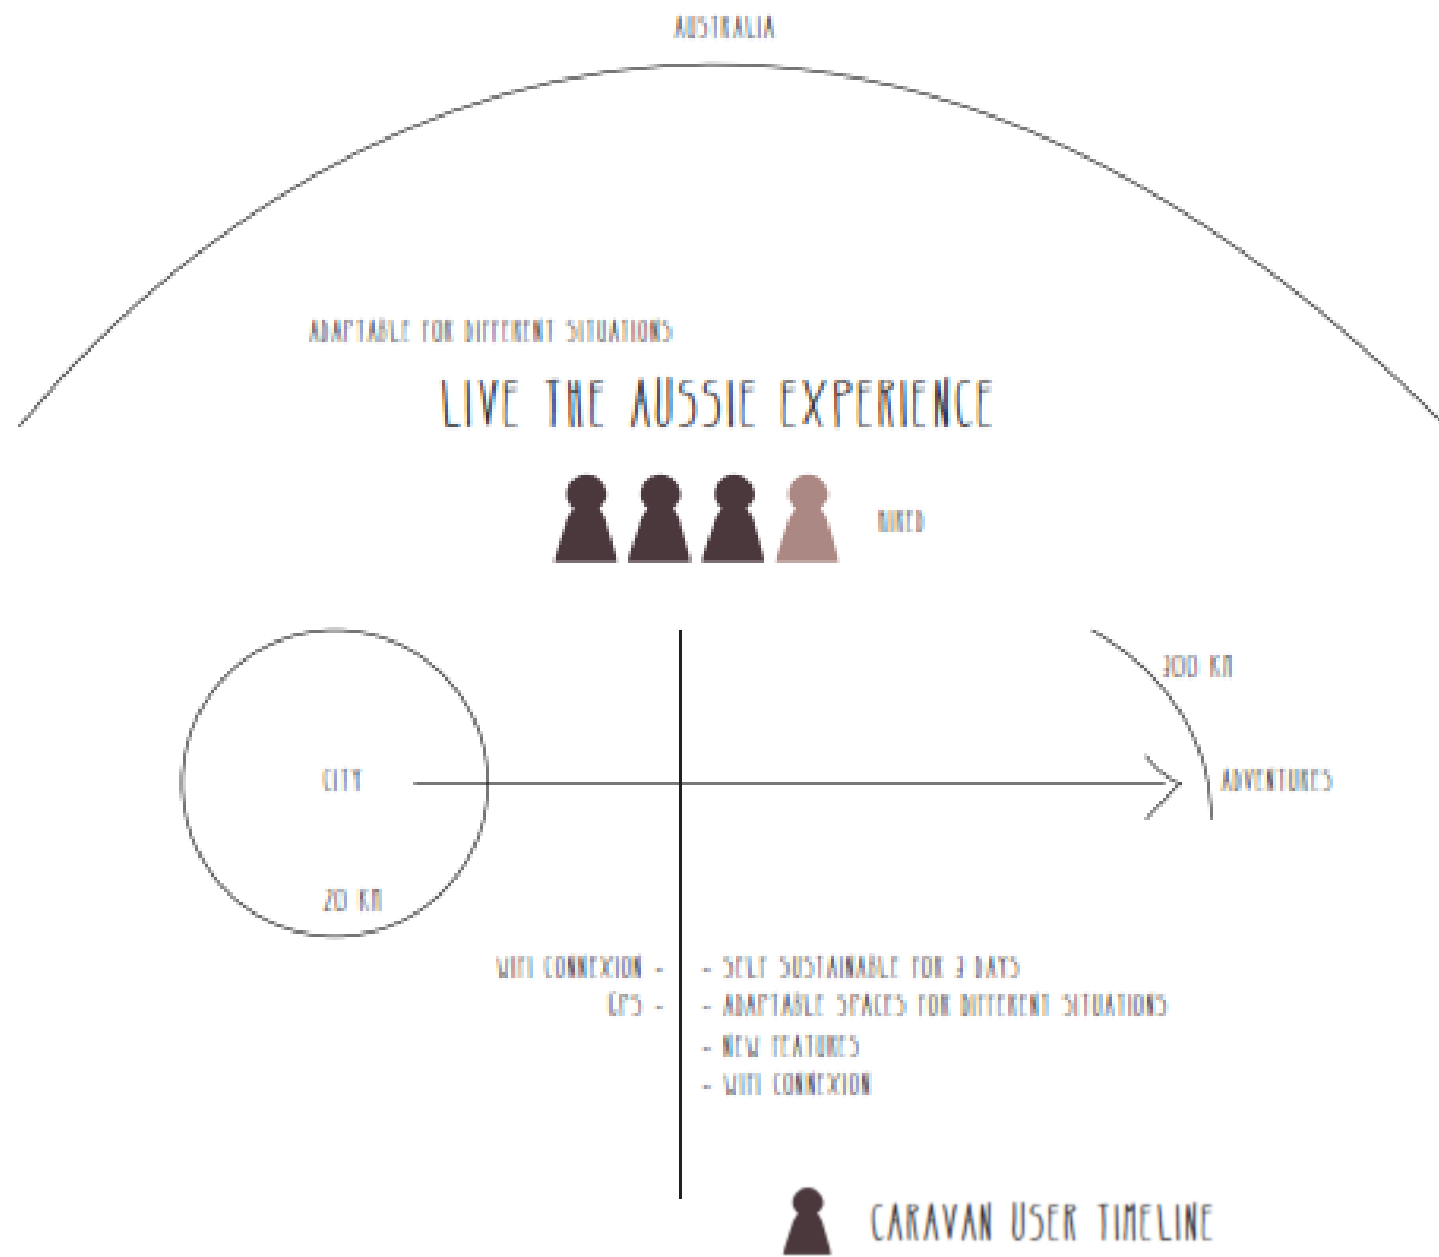 AUSTRALIA
ADAPTABLE FOR DIFFERENT SITUATIONS
LIVE THE AUSSIE EXPERIENCE
300 KM
CITY
ADVENTURES
20 KM
WIFI CONNEXION -
GPS -
- SELF SUSTAINABLE FOR 3 DAYS
- ADAPTABLE SPACES FOR DIFFERENT SITUATIONS
- NEW FEATURES
- WIFI CONNEXION
CARAVAN USER TIMELINE